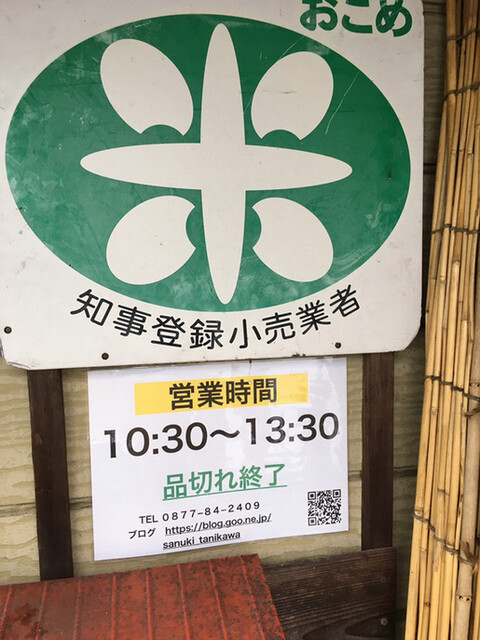 おこめ
知事登録小売業者
営業時間
10:30〜13:30
品切れ終了
TEL 0877-84-2409
ブログ https://blog.goo.ne.jp/
sanuki_tanikawa